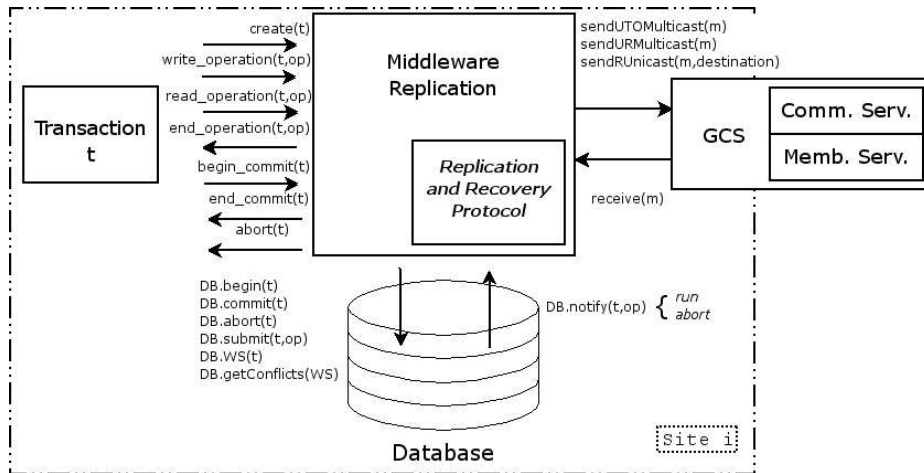 create(t)
write_operation(t,op)
read_operation(t,op)
end_operation(t,op)
begin_commit(t)
end_commit(t)
abort(t)
Transaction
t
Middleware
Replication
Replication
and Recovery
Protocol
sendUTOMulticast(m)
sendURMulticast(m)
sendRUnicast(m,destination)
GCS
Comm. Serv.
Memb. Serv.
receive(m)
DB.begin(t)
DB.commit(t)
DB.abort(t)
DB.submit(t,op)
DB.WS(t)
DB.getConflicts(WS)
DB.notify(t,op) { run
abort
Database
Site i